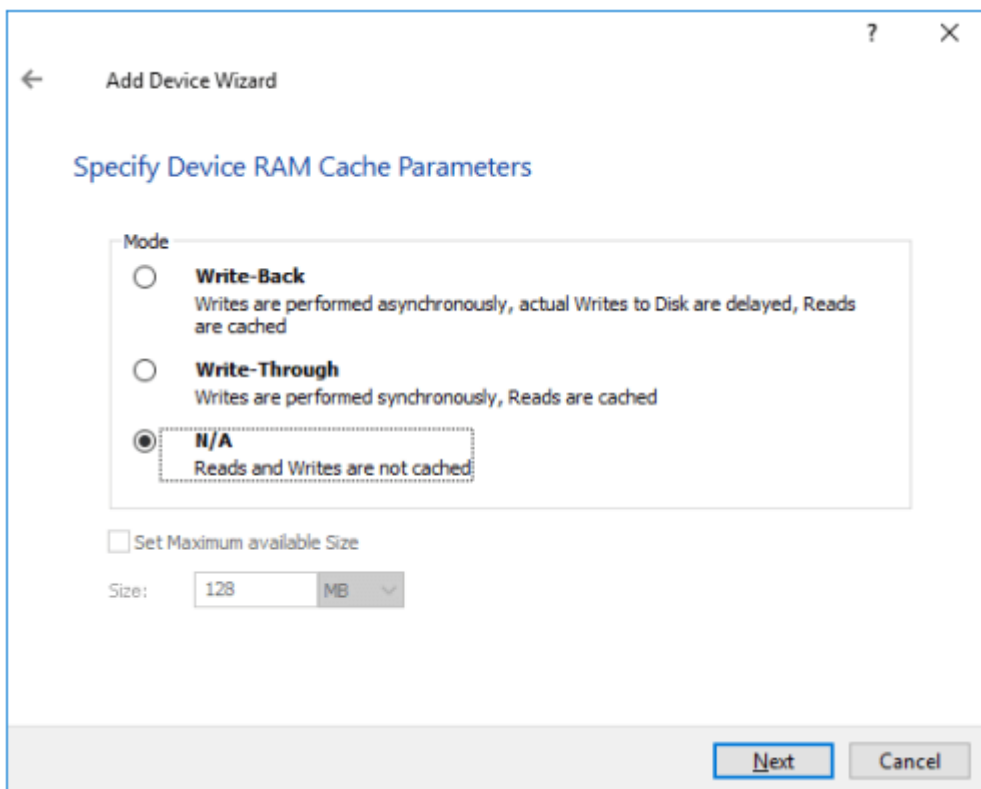 ?
Add Device Wizard
Specify Device RAM Cache Parameters
Mode
Write-Back
Writes are performed asynchronously, actual Writes to Disk are delayed, Reads
are cached
Write-Through
Writes are performed synchronously, Reads are cached
N/A
Reads and Writes are not cached
Set Maximum available Size
Size:
128 MB
Next Cancel